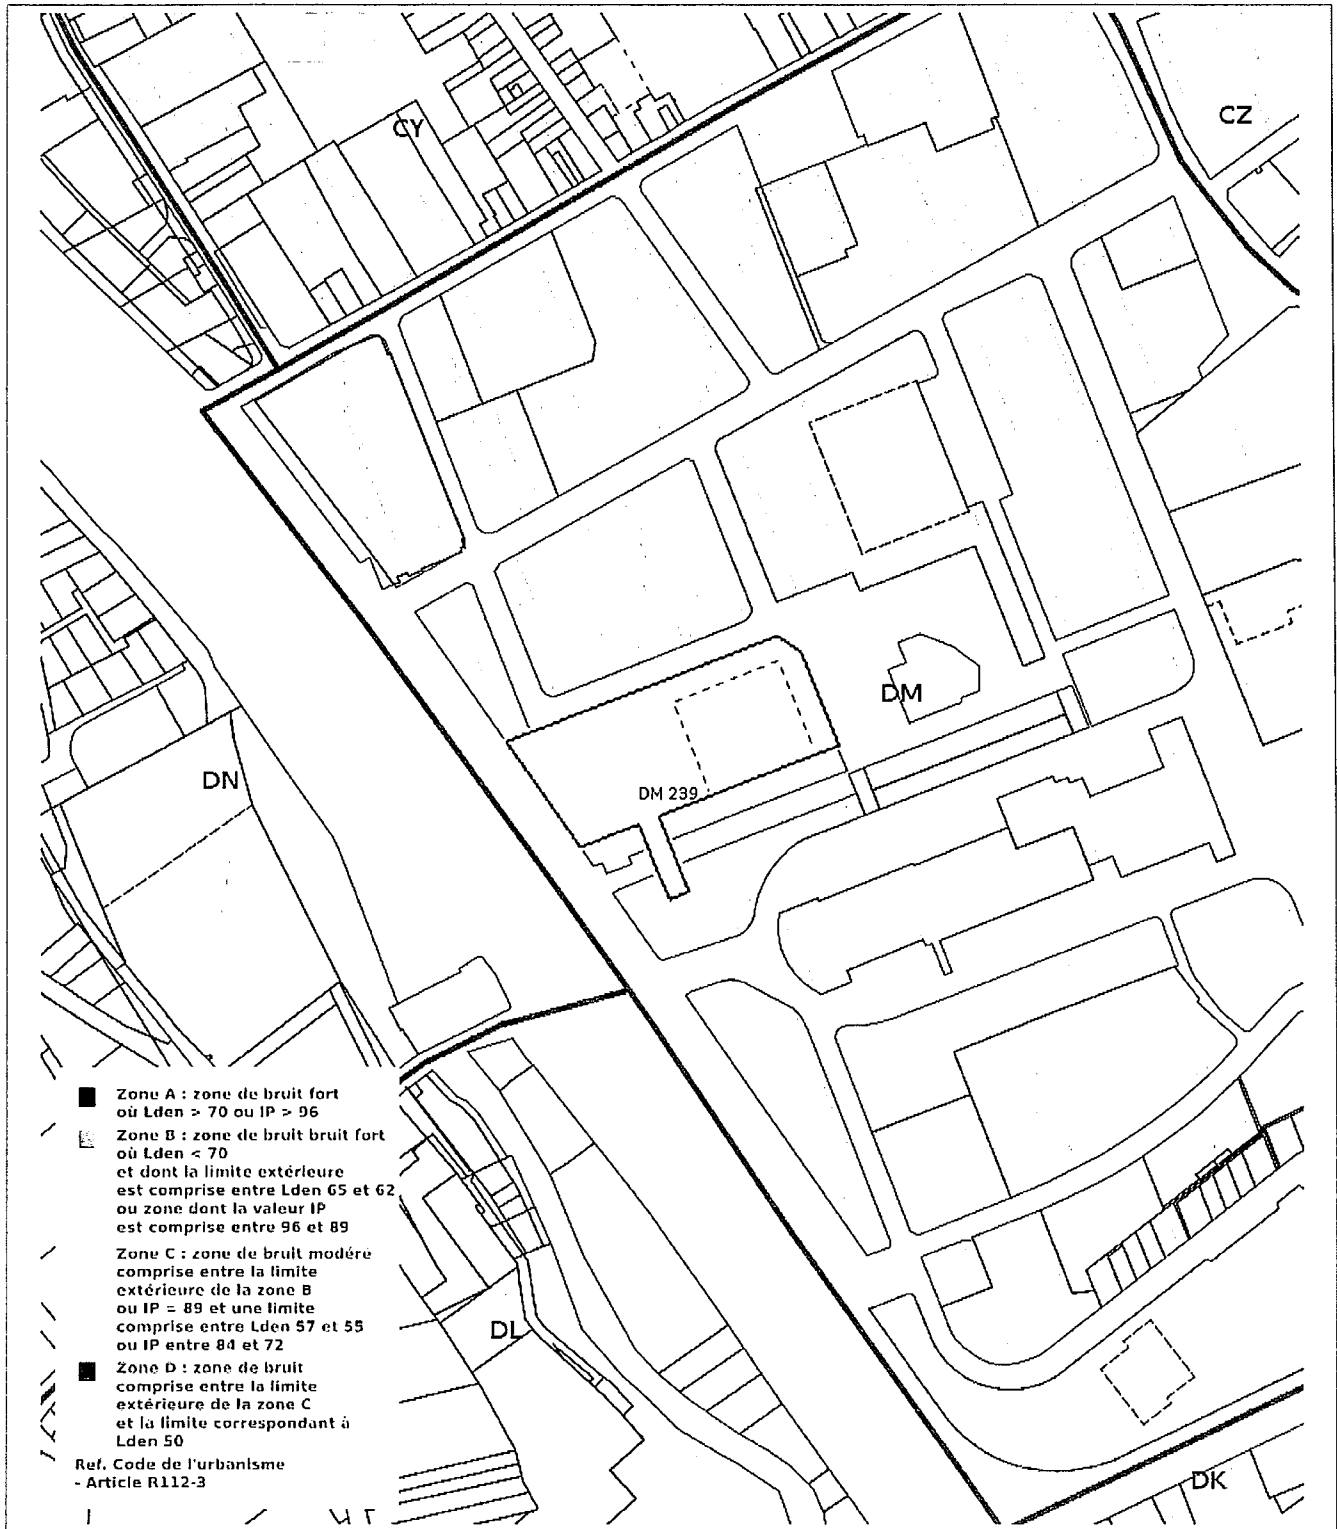 CY
CZ
DM
DN
DM 239
Zone A : zone de bruit fort
où Lden > 70 ou IP > 96
Zone B : zone de bruit bruit fort
où Lden < 70
et dont la limite extérieure
est comprise entre Lden 65 et 62
ou zone dont la valeur IP
est comprise entre 96 et 89
Zone C : zone de bruit modéré
comprise entre la limite
extérieure de la zone B
ou IP = 89 et une limite
comprise entre Lden 57 et 55
ou IP entre 84 et 72
Zone D : zone de bruit
comprise entre la limite
extérieure de la zone C
et la limite correspondant à
Lden 50
Ref. Code de l'urbanisme
- Article R112-3
DL
DK